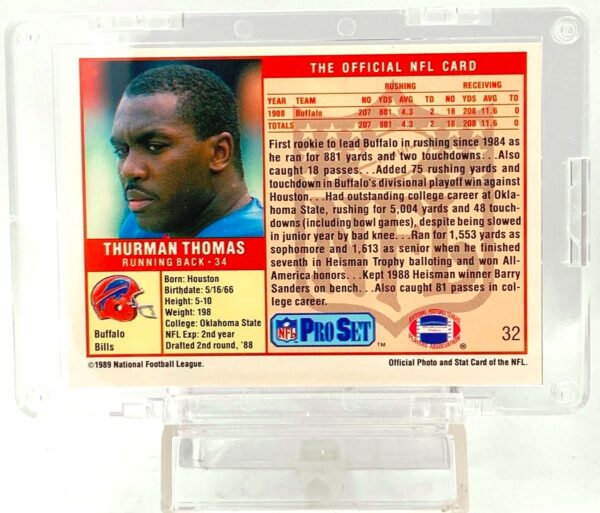 THE OFFICIAL NFL CARD
RUSHING RECEIVING
YEAR TEAM NO YDS AVG TD NO YDS AVG TD
1988 Buffalo 207 881 4.3 2 18 208 11.6 0
TOTALS 207 881 4.3 2 18 208 11.6 0
First rookie to lead Buffalo in rushing since 1984 as
he ran for 881 yards and two touchdowns. . .Also
caught 18 passes. . .Added 75 rushing yards and
touchdown in Buffalo's divisional playoff win against
Houston. . .Had outstanding college career at Okla-
homa State, rushing for 5,004 yards and 48 touch-
downs (including bowl games), despite being slowed
in junior year by bad knee. . .Ran for 1,553 yards as
sophomore and 1,613 as senior when he finished
seventh in Heisman Trophy balloting and won All-
America honors. . .Kept 1988 Heisman winner Barry
Sanders on bench. . .Also caught 81 passes in col-
lege career.
THURMAN THOMAS
RUNNING BACK • 34
Buffalo
Bills
Born: Houston
Birthdate: 5/16/66
Height: 5-10
Weight: 198
College: Oklahoma State
NFL Exp: 2nd year
Drafted 2nd round, '88
NFL PRO SET TM
NATIONAL FOOTBALL LEAGUE
PLAYERS ASSOCIATION
32
©1989 National Football League.
Official Photo and Stat Card of the NFL.